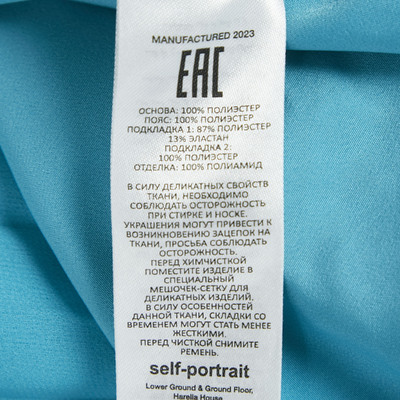 MANUFACTURED 2023
EAC
ОСНОВА: 100% ПОЛИЭСТЕР
ПОЯС: 100% ПОЛИЭСТЕР
ПОДКЛАДКА 1: 87% ПОЛИЭСТЕР
13% ЭЛАСТАН
ПОДКЛАДКА 2:
100% ПОЛИЭСТЕР
ОТДЕЛКА: 100% ПОЛИАМИД
В СИЛУ ДЕЛИКАТНЫХ СВОЙСТВ
ТКАНИ, НЕОБХОДИМО
СОБЛЮДАТЬ ОСТОРОЖНОСТЬ
ПРИ СТИРКЕ И НОСКЕ.
УКРАШЕНИЯ МОГУТ ПРИВЕСТИ К
ВОЗНИКНОВЕНИЮ ЗАЦЕПОК НА
ТКАНИ, ПРОСЬБА СОБЛЮДАТЬ
ОСТОРОЖНОСТЬ.
ПЕРЕД ХИМЧИСТКОЙ
ПОМЕСТИТЕ ИЗДЕЛИЕ В
СПЕЦИАЛЬНЫЙ
МЕШОЧЕК-СЕТКУ ДЛЯ
ДЕЛИКАТНЫХ ИЗДЕЛИЙ,
В СИЛУ ОСОБЕННОСТЕЙ
ДАННОЙ ТКАНИ, СКЛАДКИ СО
ВРЕМЕНЕМ МОГУТ СТАТЬ МЕНЕЕ
ЖЕСТКИМИ.
ПЕРЕД ЧИСТКОЙ СНИМИТЕ
РЕМЕНЬ.
self-portrait
Lower Ground & Ground Floor,
Harella House